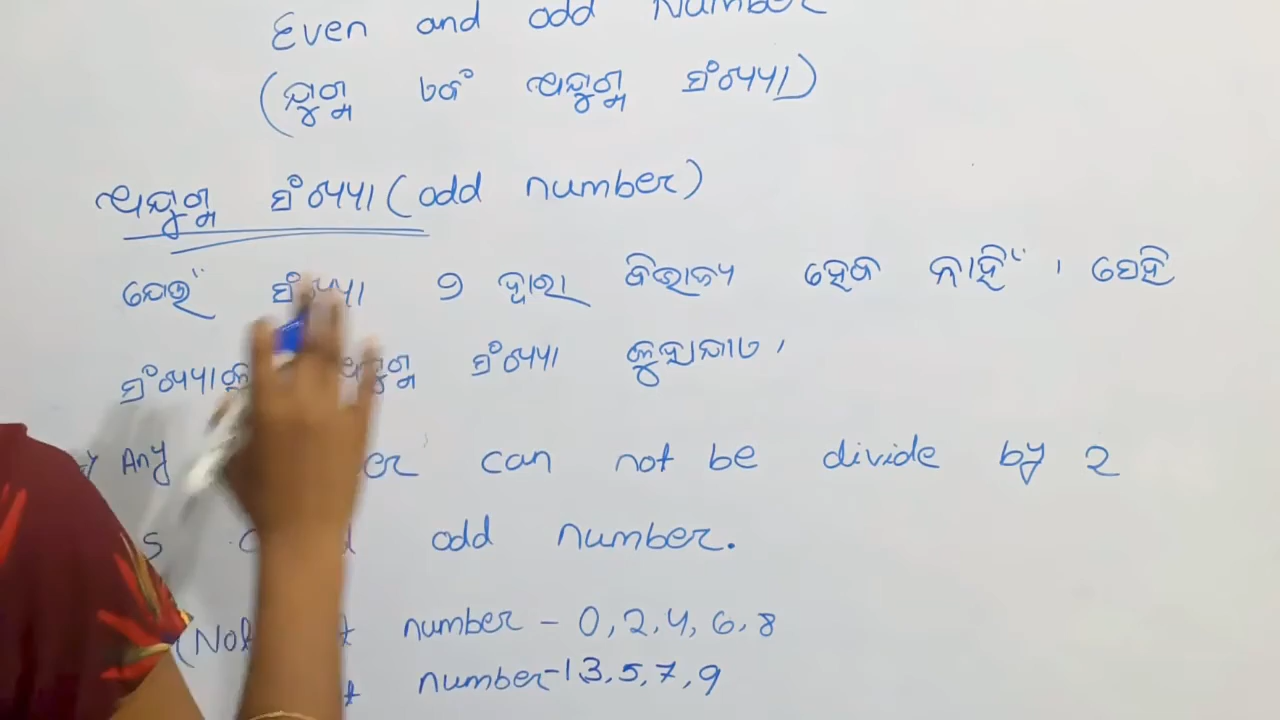 Even and odd Number
(ଯୁଗ୍ମ ଏବଂ ଅଯୁଗ୍ମ ସଂଖ୍ୟା)
ଅଯୁଗ୍ମ ସଂଖ୍ୟା (odd number)
ଯେଉଁ ସଂଖ୍ୟା ୨ ଦ୍ୱାରା ବିଭାଜ୍ୟ ହେବ ନାହିଁ । ସେହି
ସଂଖ୍ୟାକୁ ଅଯୁଗ୍ମ ସଂଖ୍ୟା କୁହାଯାଏ ।
Any can not be divide by 2
odd number.
number - 0,2,4,6,8
number - 1,3,5,7,9